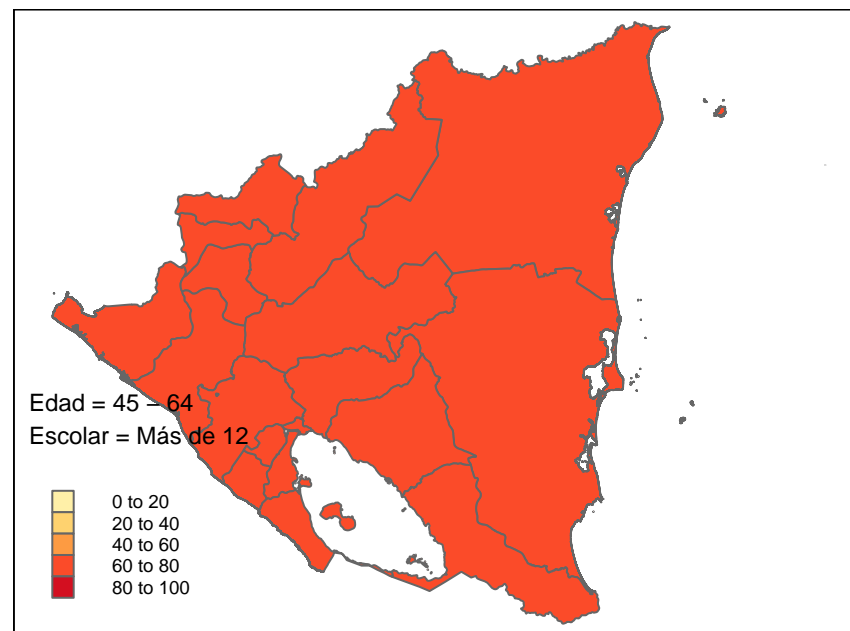 Edad = 45 – 64
Escolar = Más de 12
0 to 20
20 to 40
40 to 60
60 to 80
80 to 100